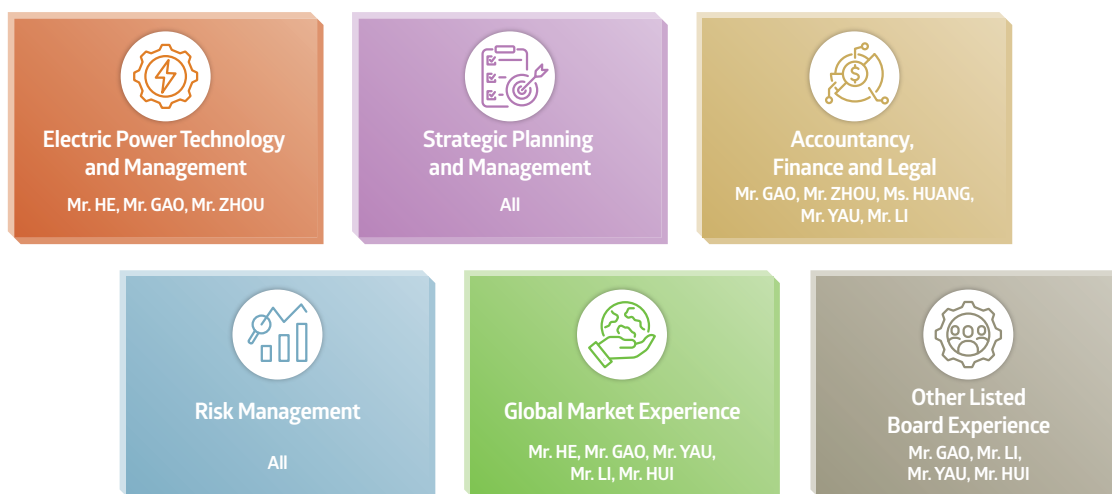 Electric Power Technology
and Management
Mr. HE, Mr. GAO, Mr. ZHOU
Strategic Planning
and Management
All
Accountancy,
Finance and Legal
Mr. GAO, Mr. ZHOU, Ms. HUANG,
Mr. YAU, Mr. LI
Risk Management
All
Global Market Experience
Mr. HE, Mr. GAO, Mr. YAU,
Mr. LI, Mr. HUI
Other Listed
Board Experience
Mr. GAO, Mr. LI,
Mr. YAU, Mr. HUI